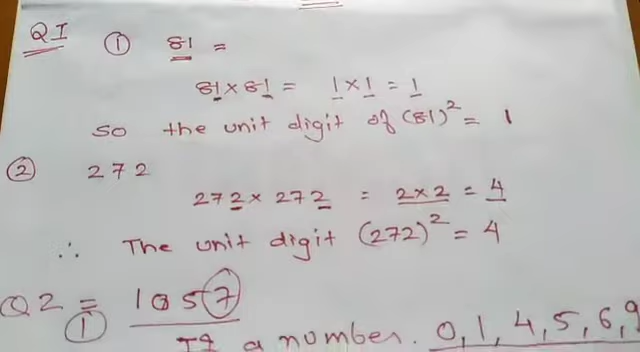 Q I ① 81 =
81 × 81 = 1 × 1 = 1
So the unit digit of (81)² = 1
② 272
272 × 272 = 2 × 2 = 4
∴ The unit digit (272)² = 4
Q 2 = 1057
① If a number. 0, 1, 4, 5, 6, 9